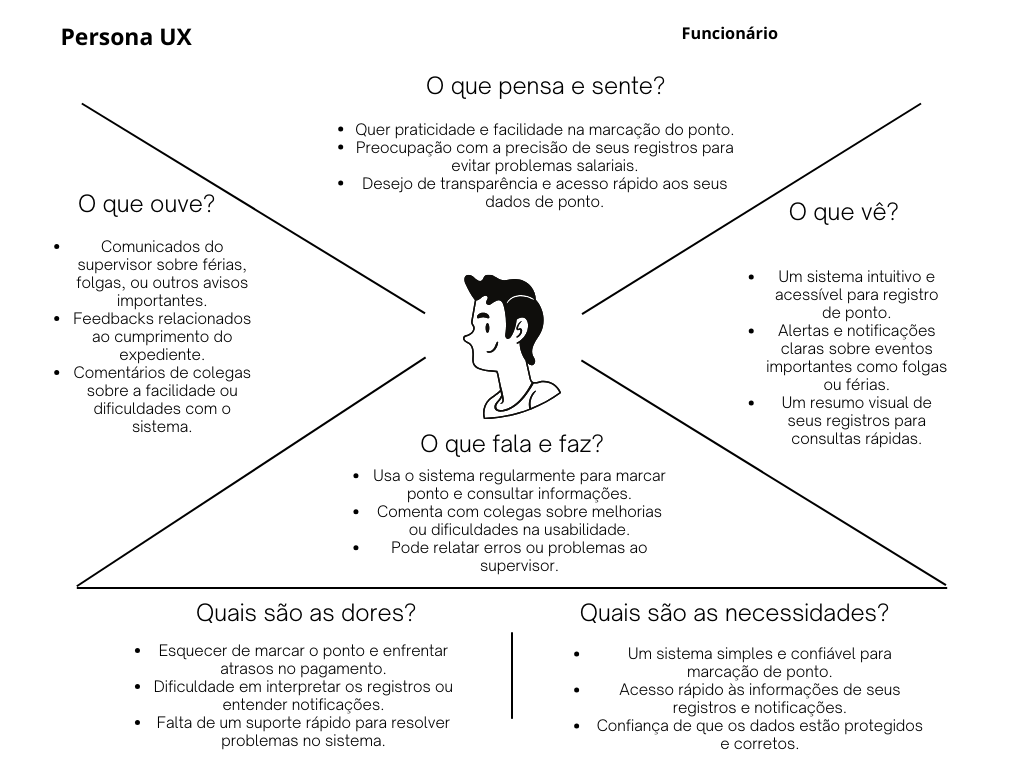 Persona UX
Funcionário
O que pensa e sente?
• Quer praticidade e facilidade na marcação do ponto.
• Preocupação com a precisão de seus registros para
evitar problemas salariais.
• Desejo de transparência e acesso rápido aos seus
dados de ponto.
O que ouve?
• Comunicados do
supervisor sobre férias,
folgas, ou outros avisos
importantes.
• Feedbacks relacionados
ao cumprimento do
expediente.
• Comentários de colegas
sobre a facilidade ou
dificuldades com o
sistema.
O que vê?
• Um sistema intuitivo e
acessível para registro
de ponto.
• Alertas e notificações
claras sobre eventos
importantes como folgas
ou férias.
• Um resumo visual de
seus registros para
consultas rápidas.
O que fala e faz?
• Usa o sistema regularmente para marcar
ponto e consultar informações.
• Comenta com colegas sobre melhorias
ou dificuldades na usabilidade.
• Pode relatar erros ou problemas ao
supervisor.
Quais são as dores?
• Esquecer de marcar o ponto e enfrentar
atrasos no pagamento.
• Dificuldade em interpretar os registros ou
entender notificações.
• Falta de um suporte rápido para resolver
problemas no sistema.
Quais são as necessidades?
• Um sistema simples e confiável para
marcação de ponto.
• Acesso rápido às informações de seus
registros e notificações.
• Confiança de que os dados estão protegidos
e corretos.